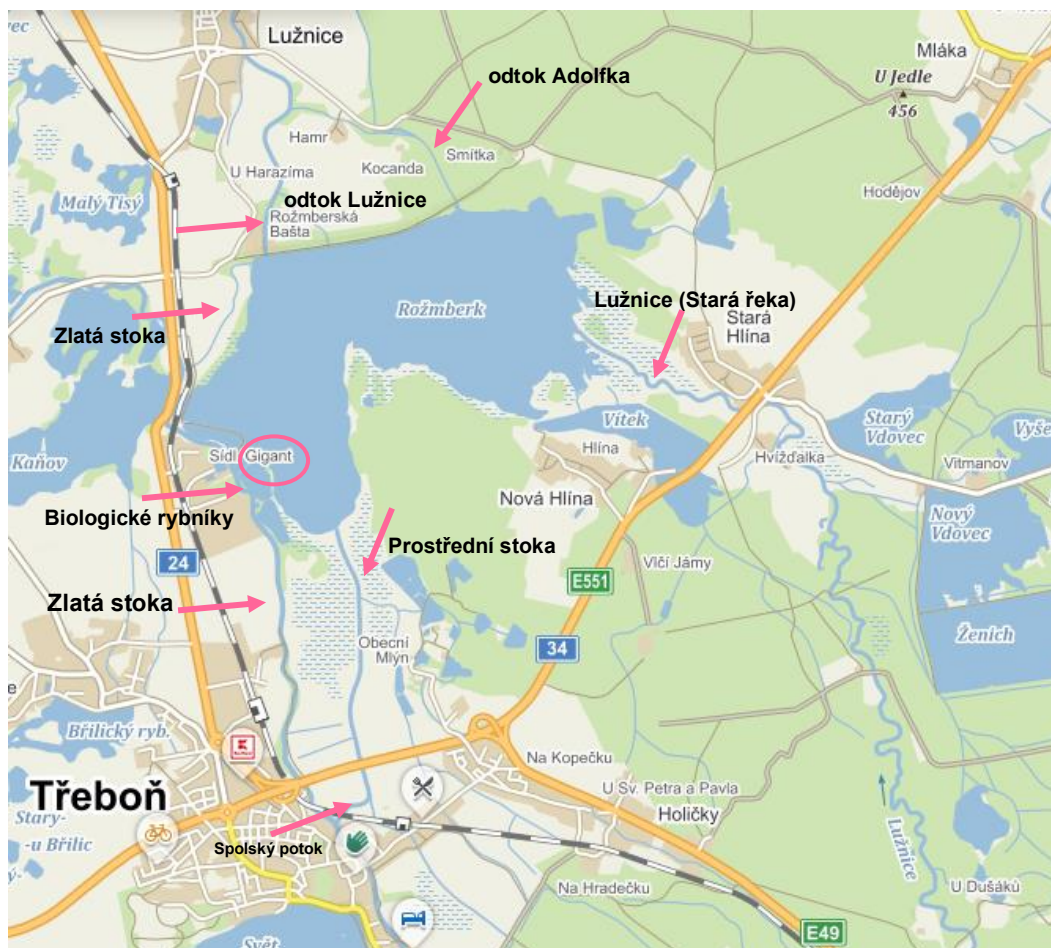 vec
Lužnice
odtok Adolfka
Mláka
U Jedle
456
Hamr
Kocanda
Smítka
U Harazíma
Hodějov
Malý Tisý
odtok Lužnice
Rožmberská
Bašta
Rožmberk
Lužnice (Stará řeka)
Stará
Hlína
Zlatá stoka
Vítek
Starý
Vdovec
Vyše
Kaňov
Sídl. Gigant
Hlína
Hvížďalka
Vitmanov
Nová Hlína
Biologické rybníky
Nový
Vdovec
Prostřední stoka
24
Vlčí Jámy
E551
Zlatá stoka
Ženich
Obecní
Mlýn
34
e
Břilický ryb.
Na Kopečku
Třeboň
U Sv. Petra a Pavla
Holičky
Stary-
-u Břilic
Spolský potok
Lužnice
Na Hradečku
U Dušáků
Svět
E49